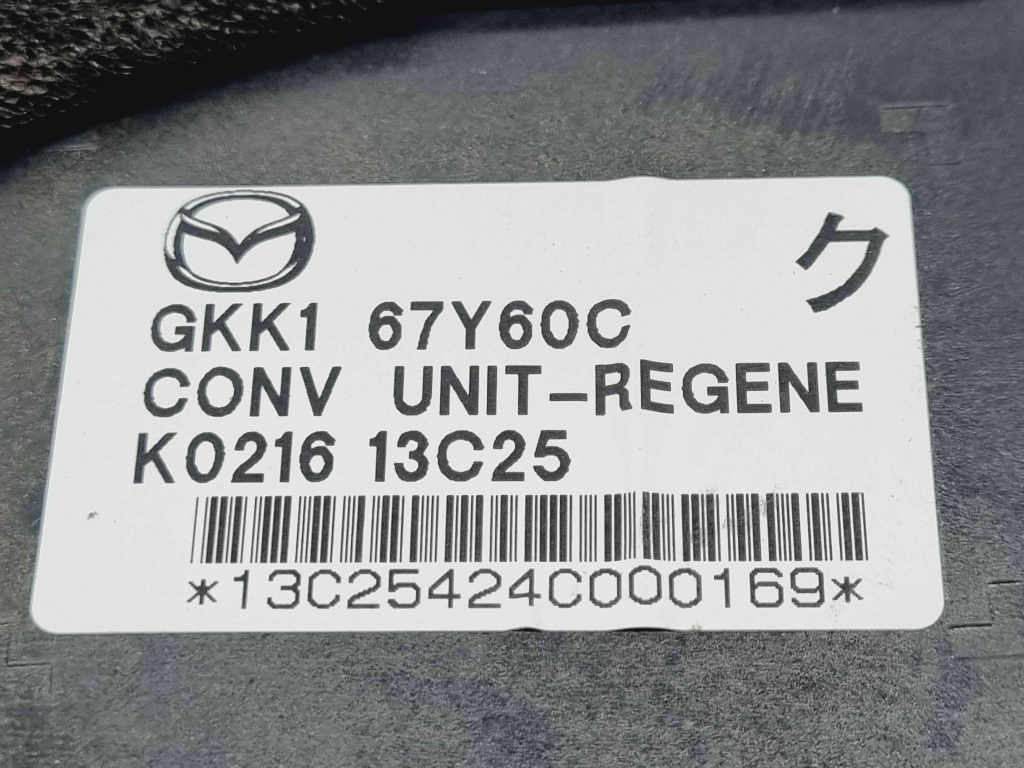 ク
GKK1 67Y60C
CONV UNIT-REGENE
K0216 13C25
*13C25424C000169*